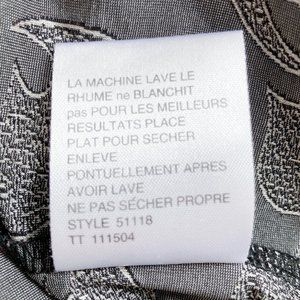 LA MACHINE LAVE LE
RHUME ne BLANCHIT
pas POUR LES MEILLEURS
RESULTATS PLACE
PLAT POUR SECHER
ENLEVE
PONTUELLEMENT APRES
AVOIR LAVE
NE PAS SÉCHER PROPRE
STYLE 51118
TT 111504